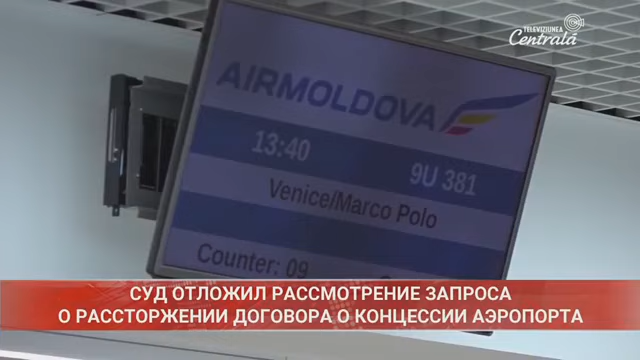 TELEVIZIUNEA
Centrală
AIRMOLDOVA
13:40 9U 381
Venice/Marco Polo
Counter: 09
СУД ОТЛОЖИЛ РАССМОТРЕНИЕ ЗАПРОСА
О РАССТОРЖЕНИИ ДОГОВОРА О КОНЦЕССИИ АЭРОПОРТА